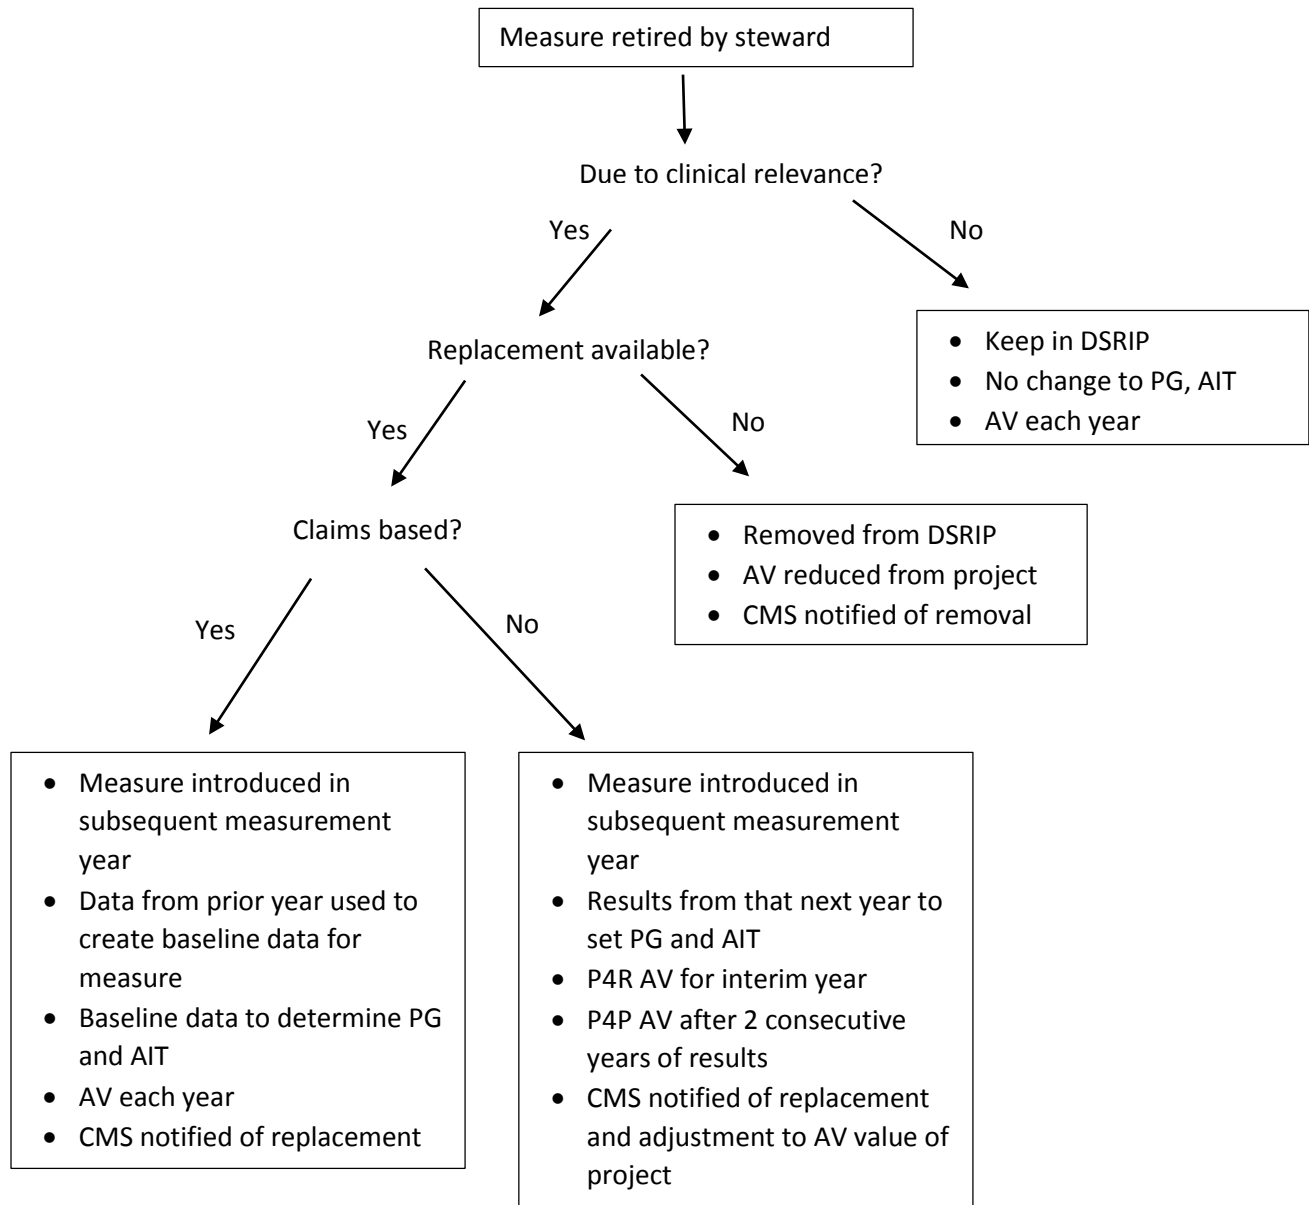 Measure retired by steward
Due to clinical relevance?
Yes
No
Replacement available?
• Keep in DSRIP
• No change to PG, AIT
• AV each year
Yes
No
Claims based?
• Removed from DSRIP
• AV reduced from project
• CMS notified of removal
Yes
No
• Measure introduced in
subsequent measurement
year
• Data from prior year used to
create baseline data for
measure
• Baseline data to determine PG
and AIT
• AV each year
• CMS notified of replacement
• Measure introduced in
subsequent measurement
year
• Results from that next year to
set PG and AIT
• P4R AV for interim year
• P4P AV after 2 consecutive
years of results
• CMS notified of replacement
and adjustment to AV value of
project